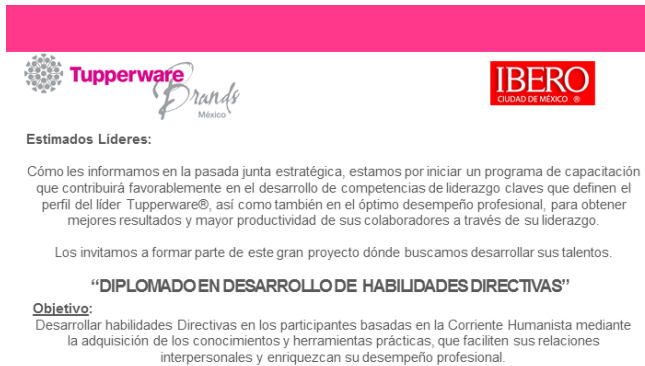 Tupperware
Brands
México
IBERO
CIUDAD DE MÉXICO ®
Estimados Líderes:
Cómo les informamos en la pasada junta estratégica, estamos por iniciar un programa de capacitación
que contribuirá favorablemente en el desarrollo de competencias de liderazgo claves que definen el
perfil del líder Tupperware®, así como también en el óptimo desempeño profesional, para obtener
mejores resultados y mayor productividad de sus colaboradores a través de su liderazgo.
Los invitamos a formar parte de este gran proyecto dónde buscamos desarrollar sus talentos.
“DIPLOMADO EN DESARROLLO DE HABILIDADES DIRECTIVAS”
Objetivo:
Desarrollar habilidades Directivas en los participantes basadas en la Corriente Humanista mediante
la adquisición de los conocimientos y herramientas prácticas, que faciliten sus relaciones
interpersonales y enriquezcan su desempeño profesional.